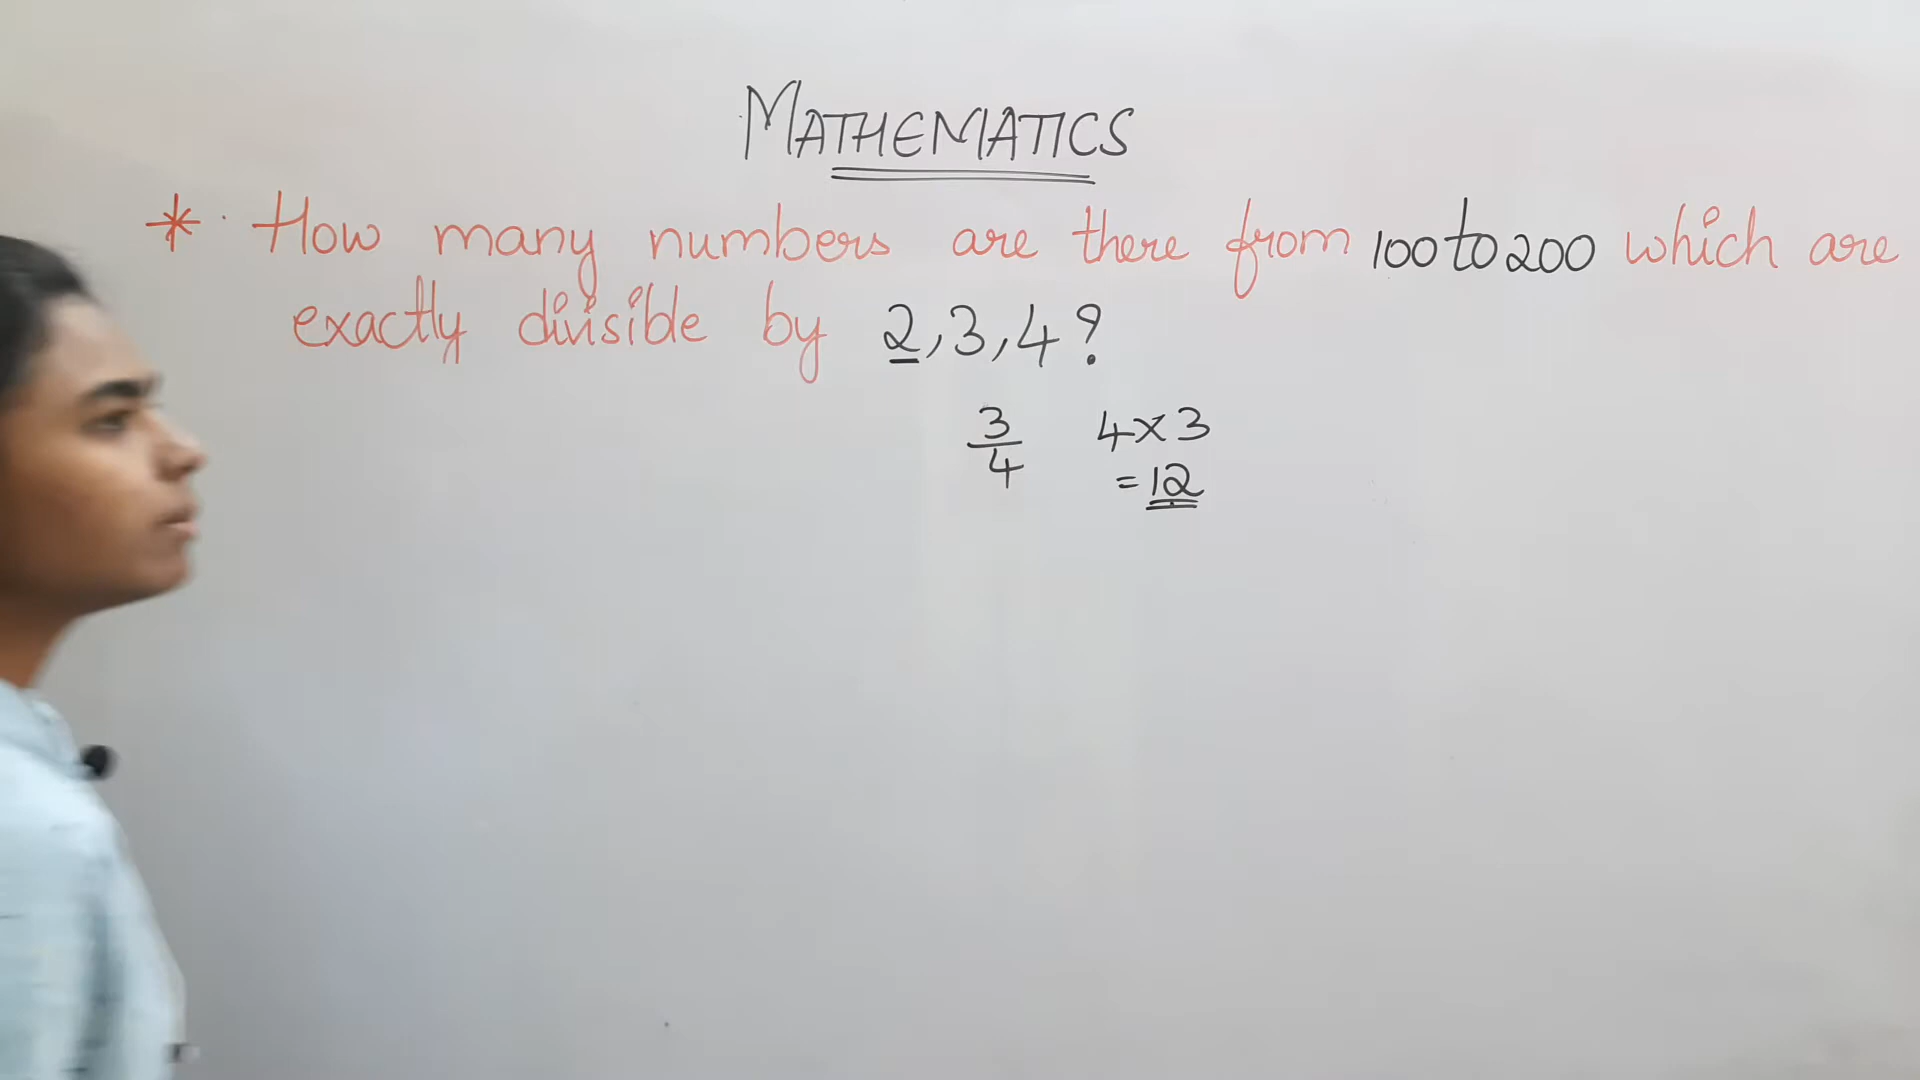 MATHEMATICS
* How many numbers are there from 100 to 200 which are
exactly divisible by 2, 3, 4?
3/4 4×3
= 12